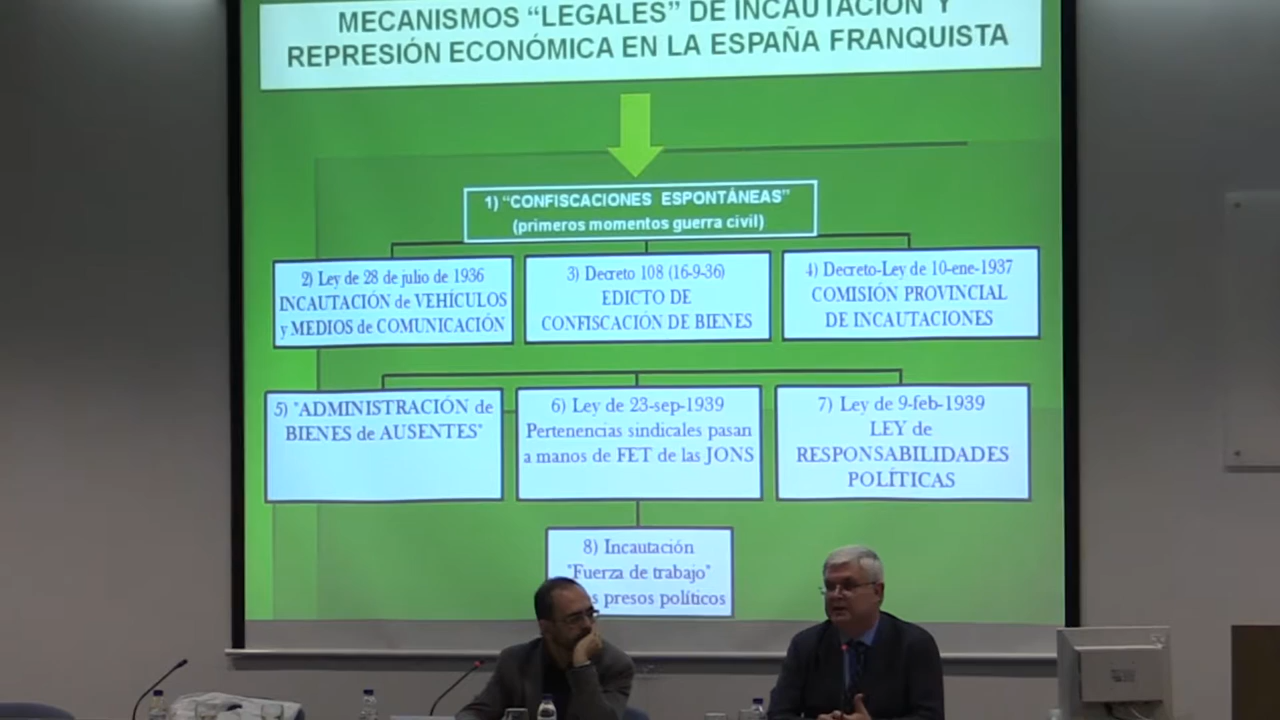 MECANISMOS “LEGALES” DE INCAUTACIÓN Y
REPRESIÓN ECONÓMICA EN LA ESPAÑA FRANQUISTA
1) “CONFISCACIONES ESPONTÁNEAS”
(primeros momentos guerra civil)
2) Ley de 28 de julio de 1936
INCAUTACIÓN de VEHÍCULOS
y MEDIOS de COMUNICACIÓN
3) Decreto 108 (16-9-36)
EDICTO DE
CONFISCACIÓN DE BIENES
4) Decreto-Ley de 10-ene-1937
COMISIÓN PROVINCIAL
DE INCAUTACIONES
5) "ADMINISTRACIÓN de
BIENES de AUSENTES"
6) Ley de 23-sep-1939
Pertenencias sindicales pasan
a manos de FET de las JONS
7) Ley de 9-feb-1939
LEY de
RESPONSABILIDADES
POLÍTICAS
8) Incautación
"Fuerza de trabajo"
presos políticos